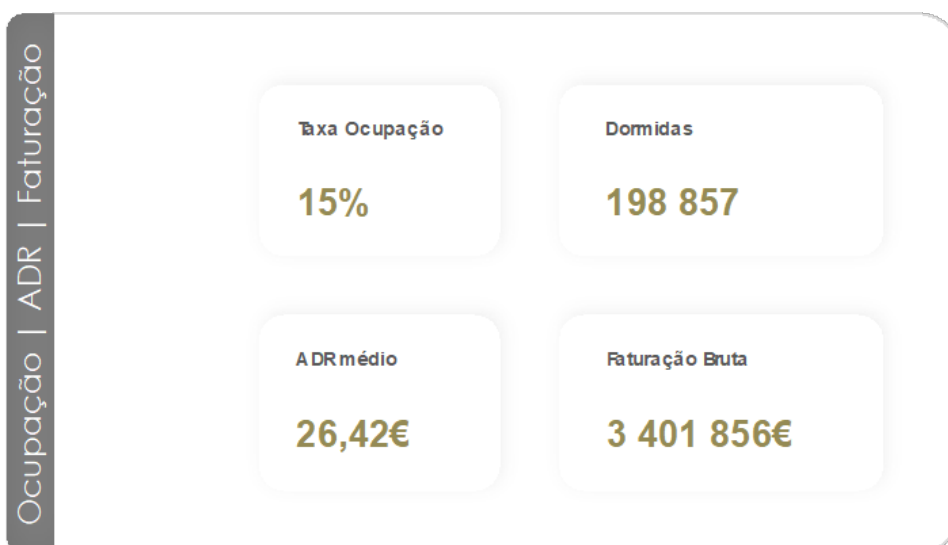 Ocupação | ADR | Faturação
Taxa Ocupação
15%
Dormidas
198 857
ADR médio
26,42€
Faturação Bruta
3 401 856€